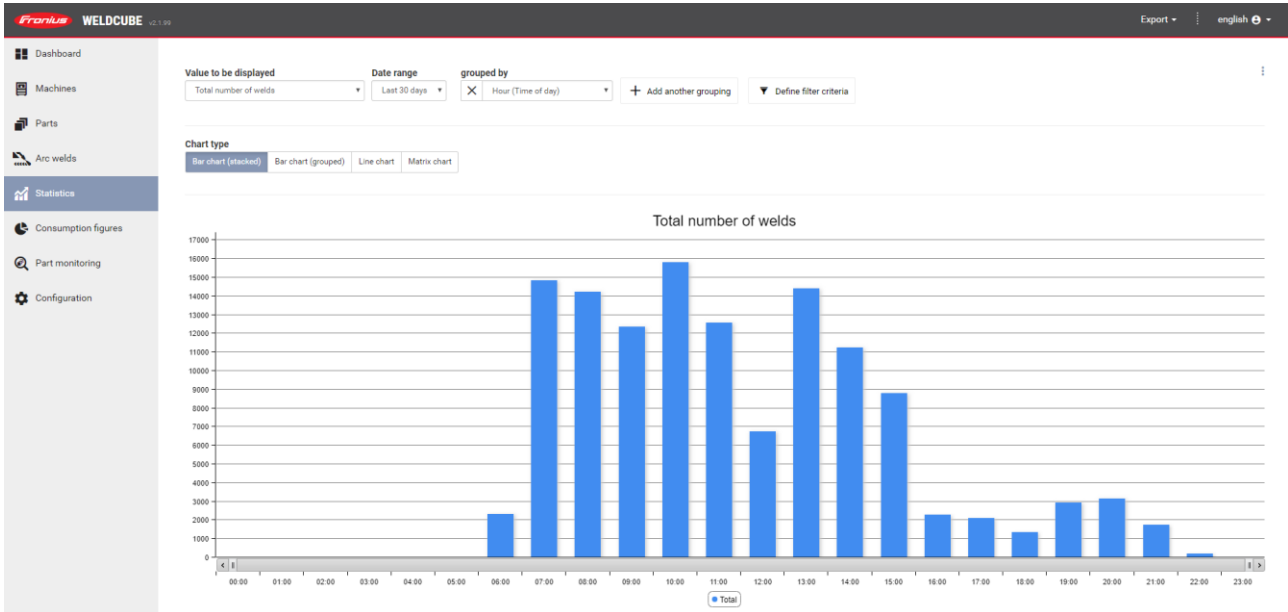 Fronius WELDCUBE v2.1.99 Export english
Dashboard
Machines
Parts
Arc welds
Statistics
Consumption figures
Part monitoring
Configuration
Value to be displayed Date range grouped by
Total number of welds Last 30 days Hour (Time of day) Add another grouping Define filter criteria
Chart type
Bar chart (stacked) Bar chart (grouped) Line chart Matrix chart
Total number of welds
17000
16000
15000
14000
13000
12000
11000
10000
9000
8000
7000
6000
5000
4000
3000
2000
1000
0
00:00 01:00 02:00 03:00 04:00 05:00 06:00 07:00 08:00 09:00 10:00 11:00 12:00 13:00 14:00 15:00 16:00 17:00 18:00 19:00 20:00 21:00 22:00 23:00
Total